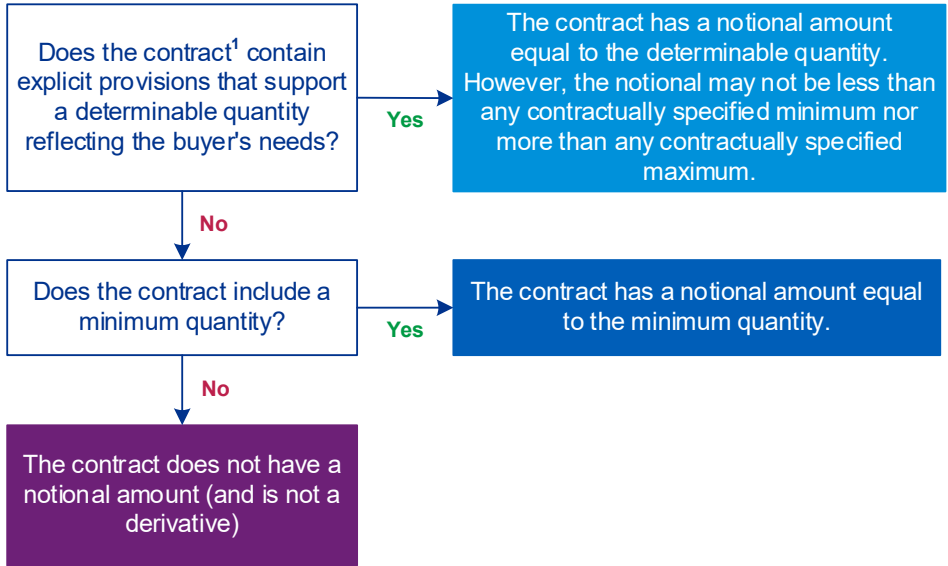 Does the contract¹ contain
explicit provisions that support
a determinable quantity
reflecting the buyer's needs?
Yes
The contract has a notional amount
equal to the determinable quantity.
However, the notional may not be less than
any contractually specified minimum nor
more than any contractually specified
maximum.
No
Does the contract include a
minimum quantity?
Yes
The contract has a notional amount equal
to the minimum quantity.
No
The contract does not have a
notional amount (and is not a
derivative)